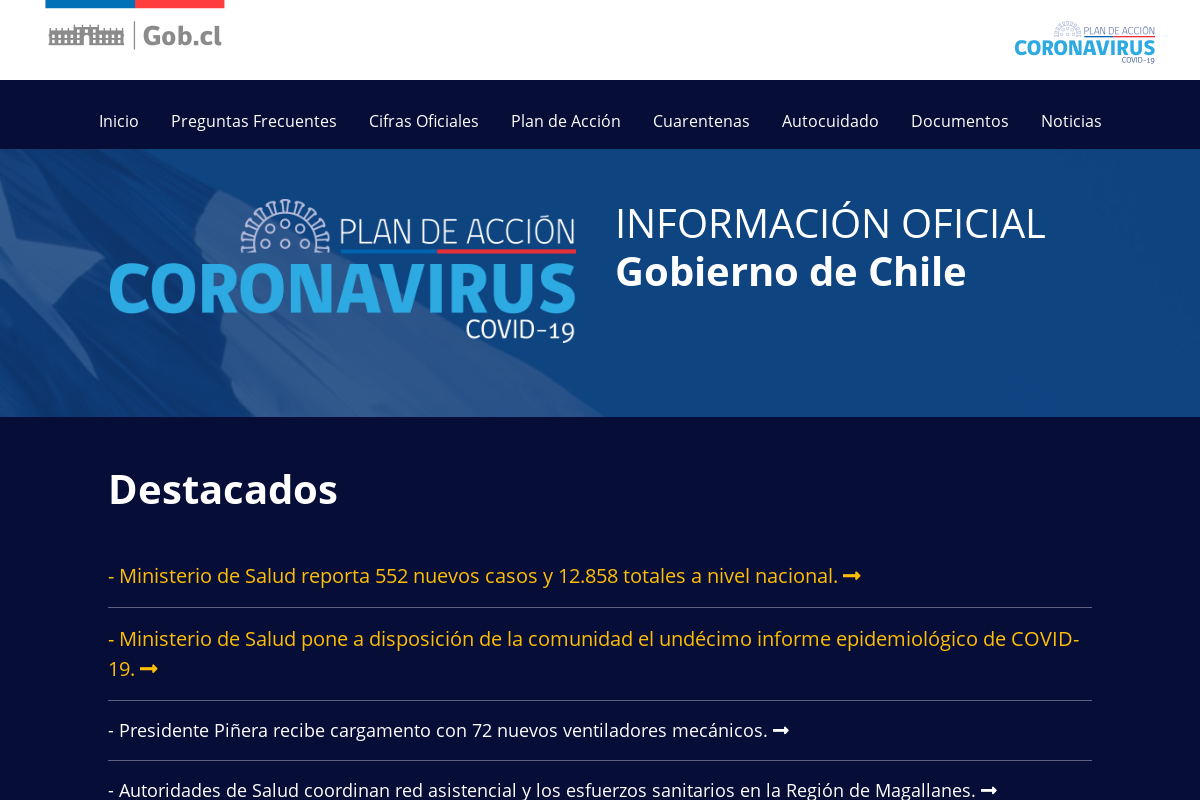 Gob.cl
PLAN DE ACCIÓN
CORONAVIRUS
COVID-19
Inicio Preguntas Frecuentes Cifras Oficiales Plan de Acción Cuarentenas Autocuidado Documentos Noticias
PLAN DE ACCIÓN
CORONAVIRUS
COVID-19
INFORMACIÓN OFICIAL
Gobierno de Chile
Destacados
- Ministerio de Salud reporta 552 nuevos casos y 12.858 totales a nivel nacional.
- Ministerio de Salud pone a disposición de la comunidad el undécimo informe epidemiológico de COVID-
19.
- Presidente Piñera recibe cargamento con 72 nuevos ventiladores mecánicos.
- Autoridades de Salud coordinan red asistencial y los esfuerzos sanitarios en la Región de Magallanes.